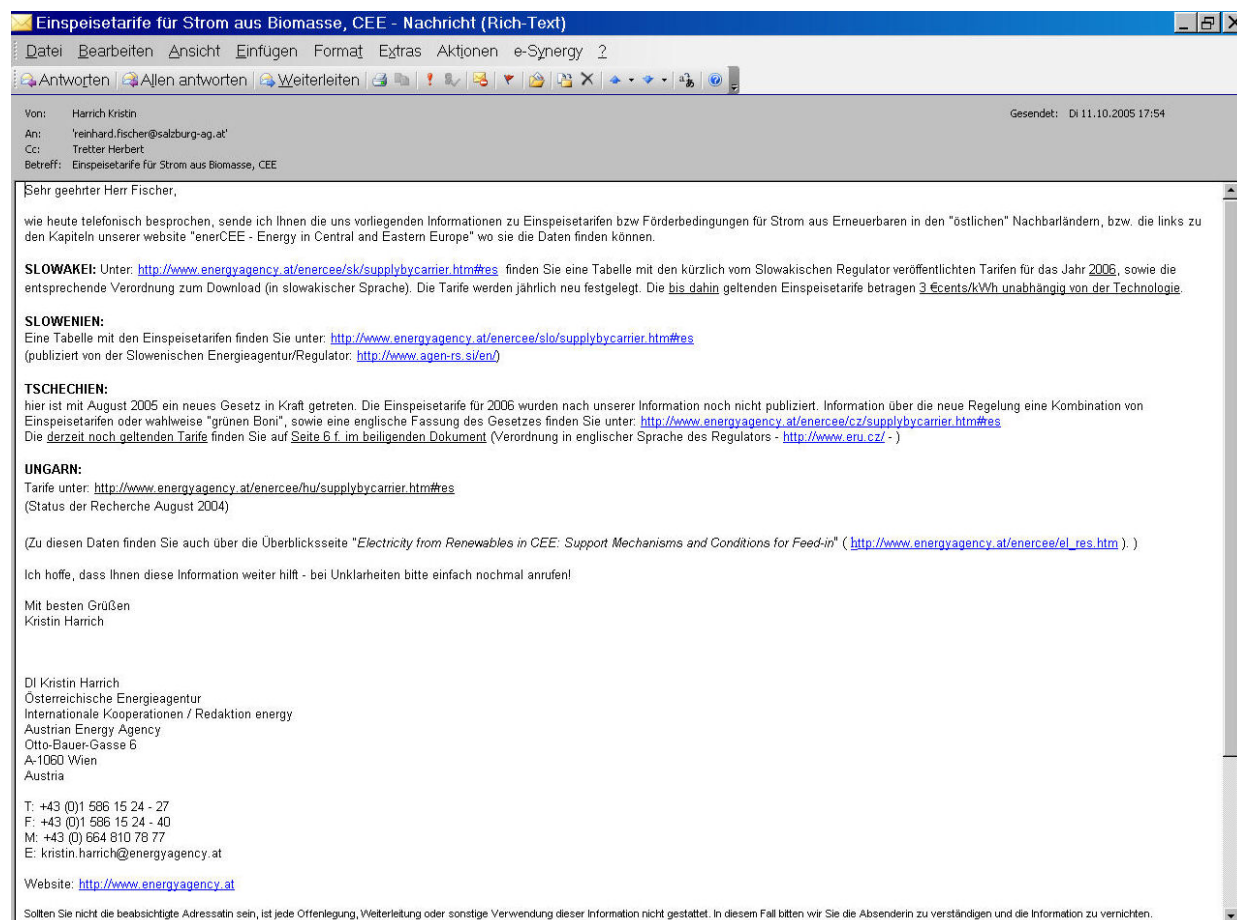 Einspeisetarife für Strom aus Biomasse, CEE - Nachricht (Rich-Text)
Datei Bearbeiten Ansicht Einfügen Format Extras Aktionen e-Synergy ?
Antworten Allen antworten Weiterleiten
Von: Harrich Kristin Gesendet: Di 11.10.2005 17:54
An: 'reinhard.fischer@salzburg-ag.at'
Cc: Tretter Herbert
Betreff: Einspeisetarife für Strom aus Biomasse, CEE
Sehr geehrter Herr Fischer,
wie heute telefonisch besprochen, sende ich Ihnen die uns vorliegenden Informationen zu Einspeisetarifen bzw Förderbedingungen für Strom aus Erneuerbaren in den "östlichen" Nachbarländern, bzw. die links zu
den Kapiteln unserer website "enerCEE - Energy in Central and Eastern Europe" wo sie die Daten finden können.
SLOWAKEI: Unter: http://www.energyagency.at/enercee/sk/supplybycarrier.htm#res finden Sie eine Tabelle mit den kürzlich vom Slowakischen Regulator veröffentlichten Tarifen für das Jahr 2006, sowie die
entsprechende Verordnung zum Download (in slowakischer Sprache). Die Tarife werden jährlich neu festgelegt. Die bis dahin geltenden Einspeisetarife betragen 3 €cents/kWh unabhängig von der Technologie.
SLOWENIEN:
Eine Tabelle mit den Einspeisetarifen finden Sie unter: http://www.energyagency.at/enercee/slo/supplybycarrier.htm#res
(publiziert von der Slowenischen Energieagentur/Regulator: http://www.agen-rs.si/en/)
TSCHECHIEN:
hier ist mit August 2005 ein neues Gesetz in Kraft getreten. Die Einspeisetarife für 2006 wurden nach unserer Information noch nicht publiziert. Information über die neue Regelung eine Kombination von
Einspeisetarifen oder wahlweise "grünen Boni", sowie eine englische Fassung des Gesetzes finden Sie unter: http://www.energyagency.at/enercee/cz/supplybycarrier.htm#res
Die derzeit noch geltenden Tarife finden Sie auf Seite 6 f. im beiligenden Dokument (Verordnung in englischer Sprache des Regulators - http://www.eru.cz/ - )
UNGARN:
Tarife unter: http://www.energyagency.at/enercee/hu/supplybycarrier.htm#res
(Status der Recherche August 2004)
(Zu diesen Daten finden Sie auch über die Überblicksseite "Electricity from Renewables in CEE: Support Mechanisms and Conditions for Feed-in" ( http://www.energyagency.at/enercee/el_res.htm ). )
Ich hoffe, dass Ihnen diese Information weiter hilft - bei Unklarheiten bitte einfach nochmal anrufen!
Mit besten Grüßen
Kristin Harrich
DI Kristin Harrich
Österreichische Energieagentur
Internationale Kooperationen / Redaktion energy
Austrian Energy Agency
Otto-Bauer-Gasse 6
A-1060 Wien
Austria
T: +43 (0)1 586 15 24 - 27
F: +43 (0)1 586 15 24 - 40
M: +43 (0) 664 810 78 77
E: kristin.harrich@energyagency.at
Website: http://www.energyagency.at
Sollten Sie nicht die beabsichtigte Adressatin sein, ist jede Offenlegung, Weiterleitung oder sonstige Verwendung dieser Information nicht gestattet. In diesem Fall bitten wir Sie die Absenderin zu verständigen und die Information zu vernichten.